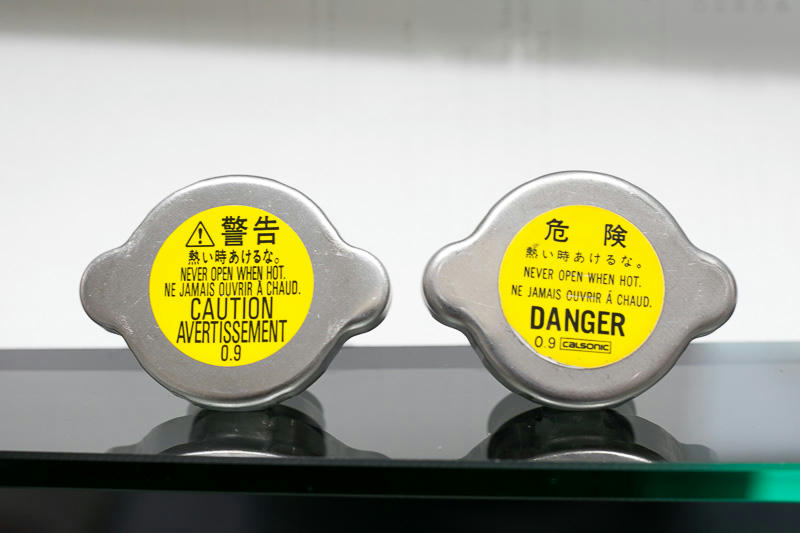 警告
熱い時あけるな。
NEVER OPEN WHEN HOT.
NE JAMAIS OUVRIR À CHAUD.
CAUTION
AVERTISSEMENT
0.9
危 険
熱い時あけるな。
NEVER OPEN WHEN HOT.
NE JAMAIS OUVRIR Á CHAUD.
DANGER
0.9 CALSONIC